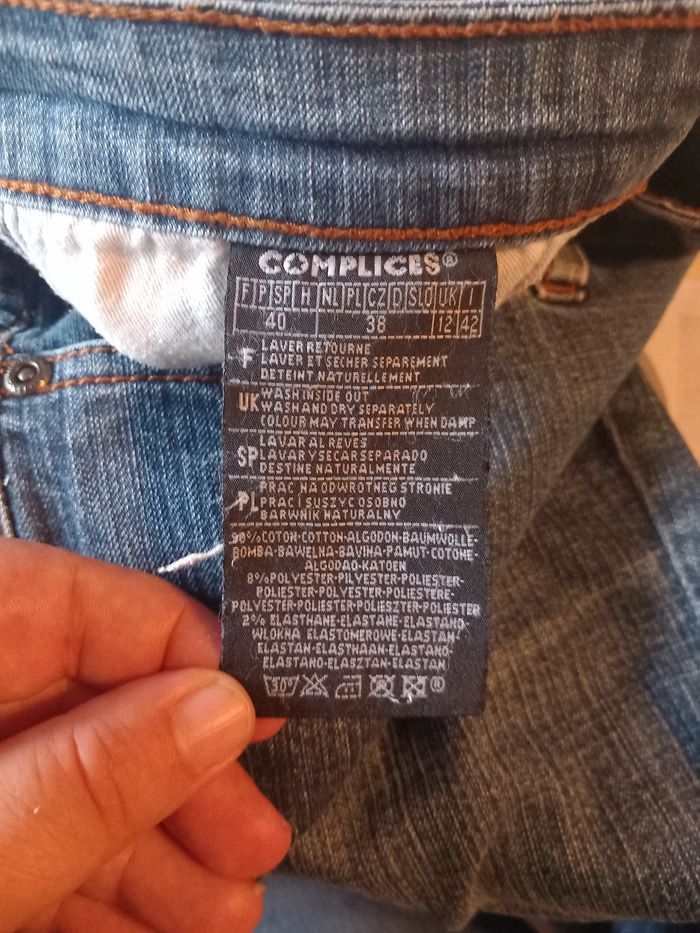 COMPLICES®
F P SP H NL PL CZ D SLO UK I
40 38 12 42
F LAVER RETOURNE
LAVER ET SECHER SEPAREMENT
DETEINT NATURELLEMENT
UK WASH INSIDE OUT
WASH AND DRY SEPARATELY
COLOUR MAY TRANSFER WHEN DAMP
SP LAVAR AL REVES
LAVAR Y SECAR SEPARADO
DESTINE NATURALMENTE
PL PRAC NA ODWROTNEG STRONIE
PRAC I SUSZYC OSOBNO
BARWNIK NATURALNY
90%COTON-COTTON-ALGODON-BAUMWOLLE-
BOMBA-BAWELNA-BAVINA-PAMUT-COTONE-
ALGODAO-KATOEN
8%POLYESTER-PILYESTER-POLIESTER-
POLIESTER-POLYESTER-POLIESTERE-
POLYESTER-POLIESTER-POLIESZTER-POLIESTER
2% ELASTHANE-ELASTANE-ELASTANO-
WLOKNA ELASTOMEROWE-ELASTAN-
ELASTAN-ELASTHAAN-ELASTANO-
ELASTANO-ELASZTAN-ELASTAN
30 ®